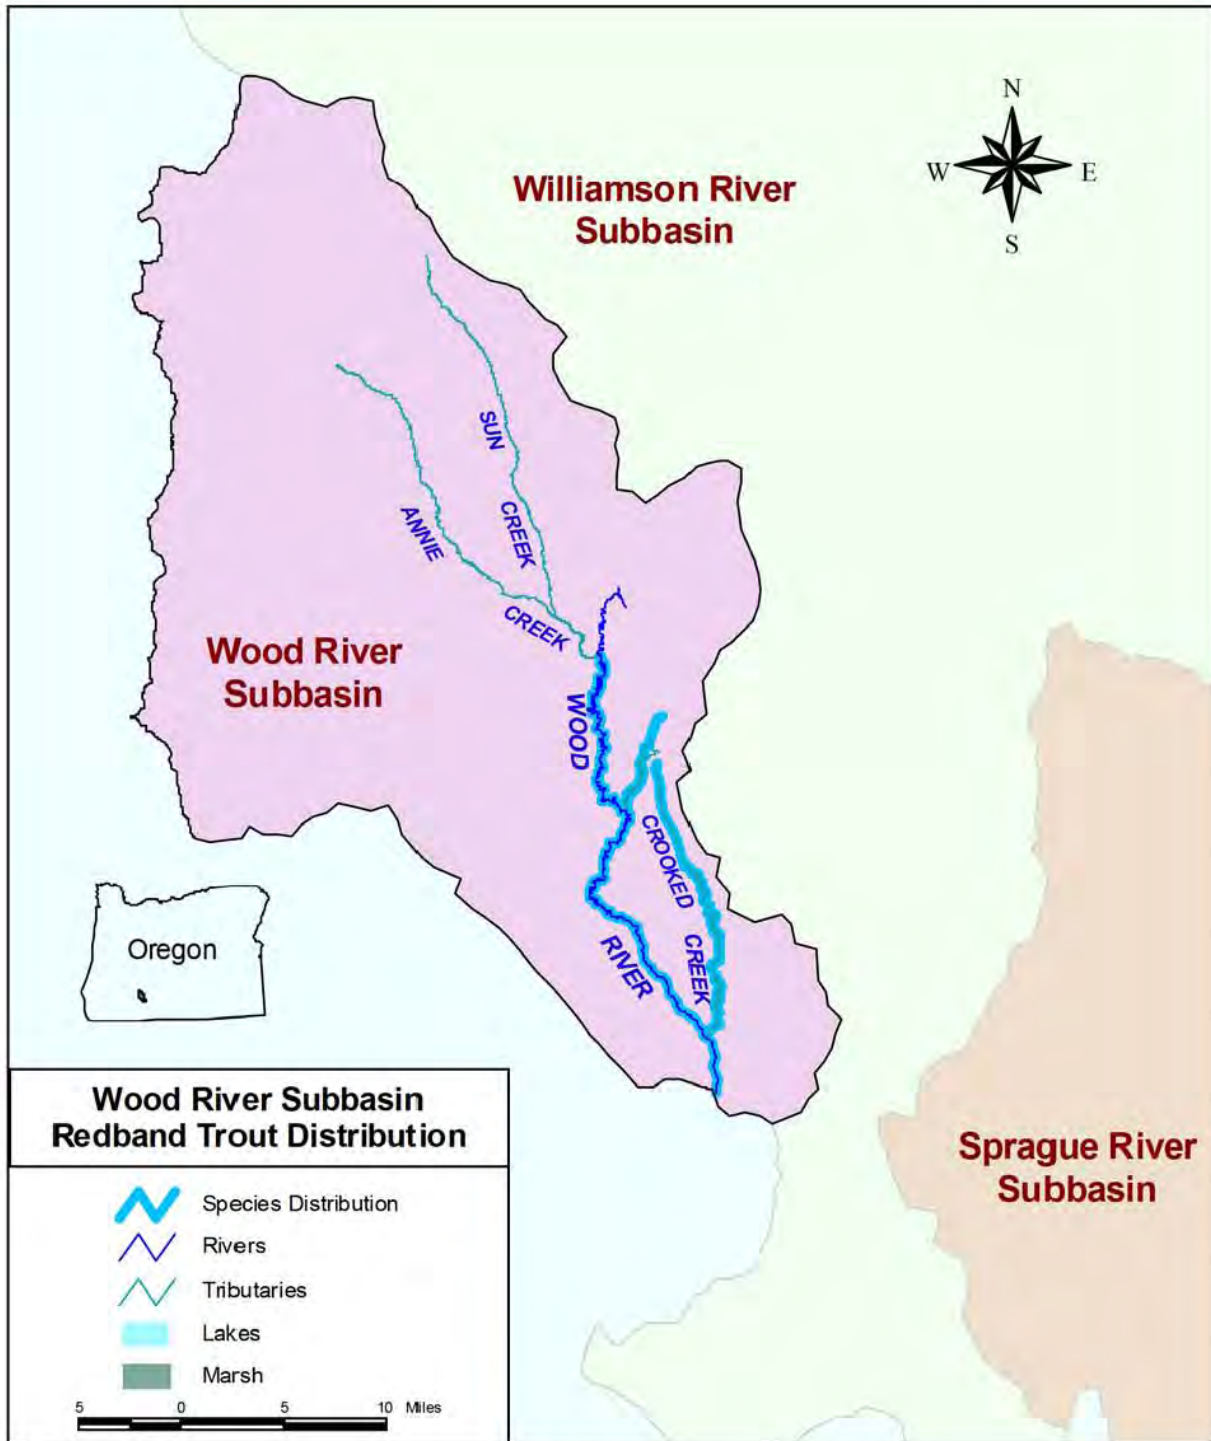 N
W
E
S
Williamson River
Subbasin
SUN
CREEK
ANNIE
CREEK
Wood River
Subbasin
WOOD
RIVER
CROOKED
CREEK
Oregon
Sprague River
Subbasin
Wood River Subbasin
Redband Trout Distribution
Species Distribution
Rivers
Tributaries
Lakes
Marsh
5 0 5 10 Miles